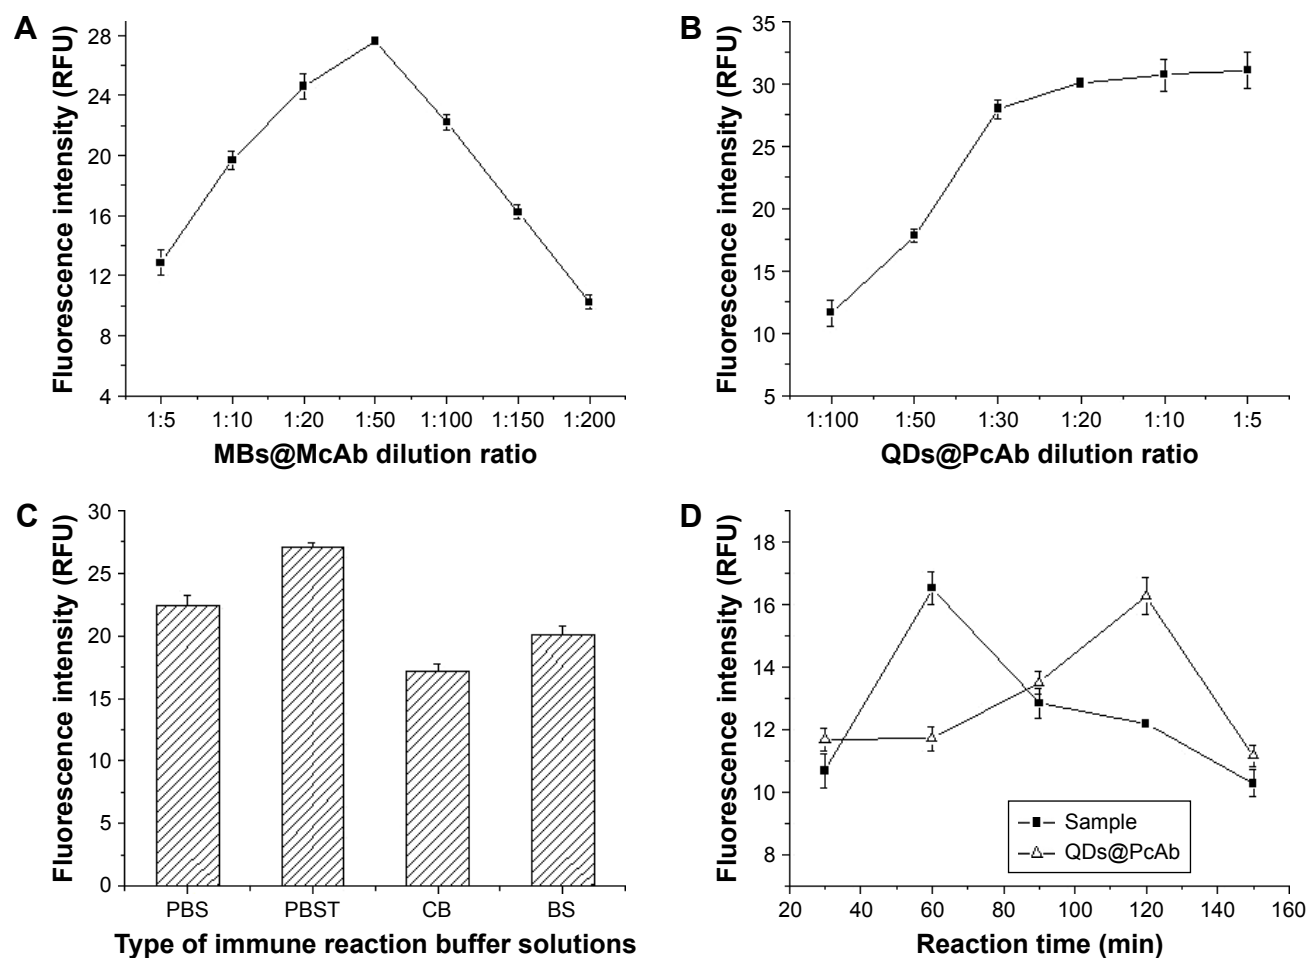 A
Fluorescence intensity (RFU)
28
24
20
16
12
8
4
1:5 1:10 1:20 1:50 1:100 1:150 1:200
MBs@McAb dilution ratio
B
Fluorescence intensity (RFU)
35
30
25
20
15
10
5
1:100 1:50 1:30 1:20 1:10 1:5
QDs@PcAb dilution ratio
C
Fluorescence intensity (RFU)
30
25
20
15
10
5
0
PBS PBST CB BS
Type of immune reaction buffer solutions
D
Fluorescence intensity (RFU)
18
16
14
12
10
8
Sample
QDs@PcAb
20 40 60 80 100 120 140 160
Reaction time (min)